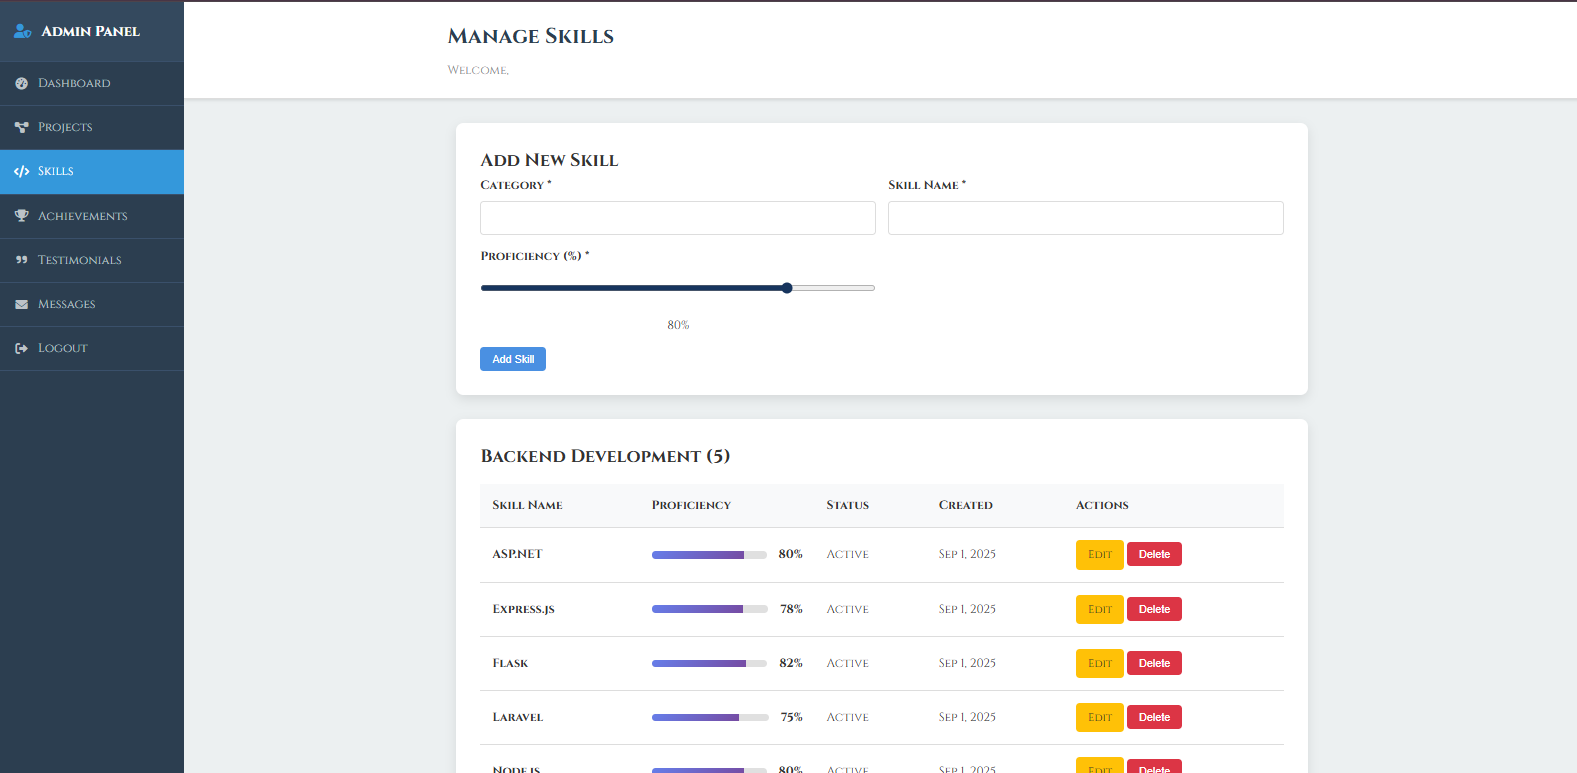 Admin Panel
Dashboard
Projects
Skills
Achievements
Testimonials
Messages
Logout
Manage Skills
Welcome,
Add New Skill
Category *
Skill Name *
Proficiency (%) *
80%
Add Skill
Backend Development (5)
Skill Name Proficiency Status Created Actions
ASP.NET 80% Active Sep 1, 2025 Edit Delete
Express.js 78% Active Sep 1, 2025 Edit Delete
Flask 82% Active Sep 1, 2025 Edit Delete
Laravel 75% Active Sep 1, 2025 Edit Delete
Node.js 80% Active Sep 1, 2025 Edit Delete